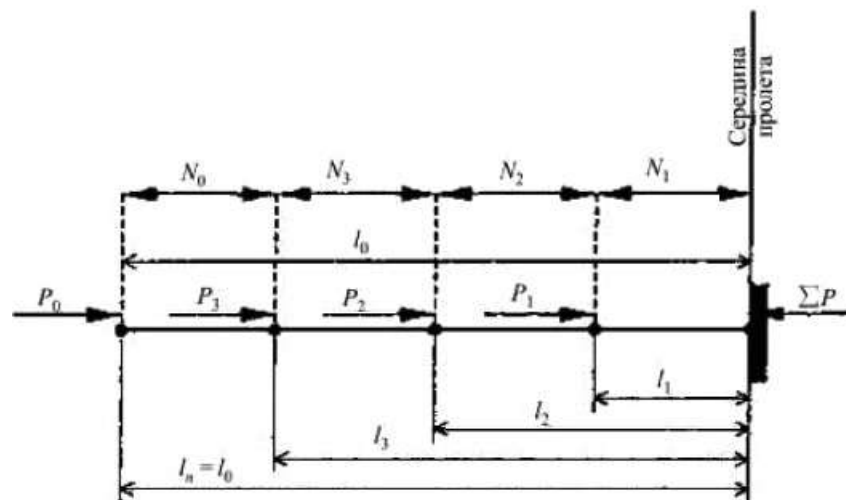 Середина
пролета
N₀ N₃ N₂ N₁
l₀
P₀ P₃ P₂ P₁ ∑P
l₁
l₂
l₃
lₙ = l₀